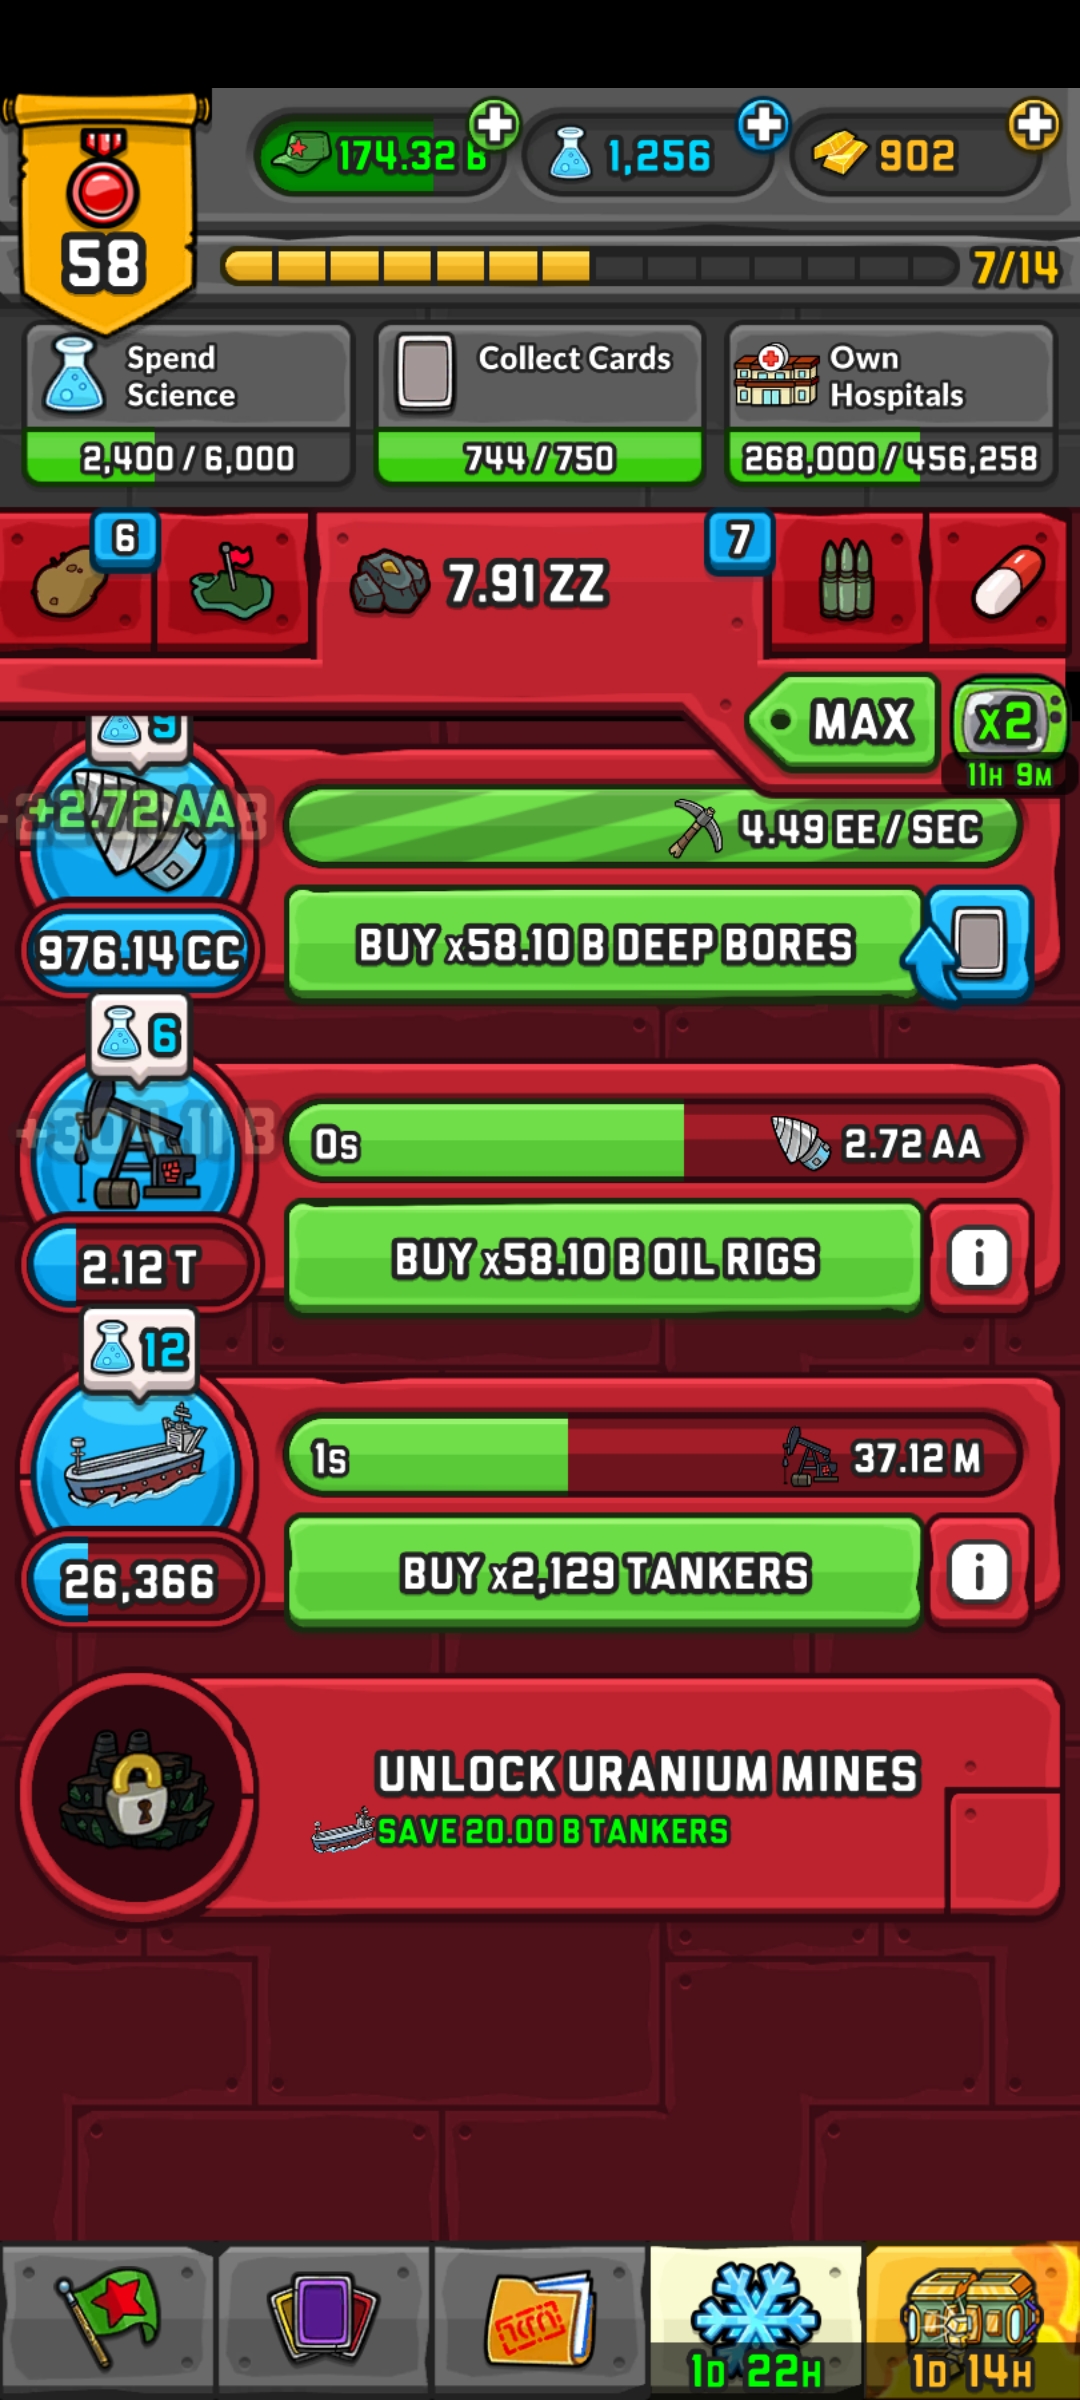 58
174.32 B
1,256
902
7/14
Spend
Science
2,400 / 6,000
Collect Cards
744 / 750
Own
Hospitals
268,000 / 456,258
6
7.91 ZZ
7
MAX
x2
11H 9M
9
+2.72 AA
4.49 EE / SEC
976.14 CC
BUY x58.10 B DEEP BORES
6
0s
2.72 AA
2.12 T
BUY x58.10 B OIL RIGS
i
12
1s
37.12 M
26,366
BUY x2,129 TANKERS
i
UNLOCK URANIUM MINES
SAVE 20.00 B TANKERS
1D 22H
1D 14H